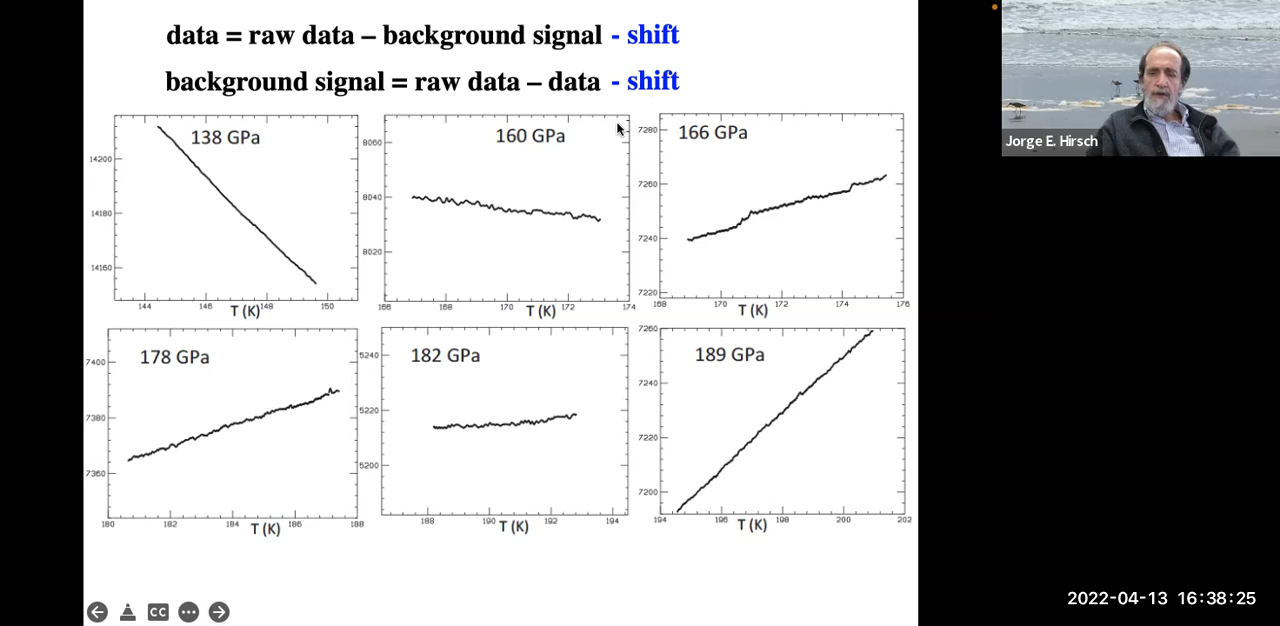 data = raw data – background signal - shift
background signal = raw data – data - shift
Jorge E. Hirsch
138 GPa
14200
14180
14160
144 146 148 150
T (K)
160 GPa
8060
8040
8020
166 168 170 172 174
T (K)
166 GPa
7280
7260
7240
7220
168 170 172 174 176
T (K)
178 GPa
7400
7380
7360
180 182 184 186 188
T (K)
182 GPa
5240
5220
5200
188 190 192 194
T (K)
189 GPa
7260
7240
7220
7200
194 196 198 200 202
T (K)
CC
2022-04-13 16:38:25